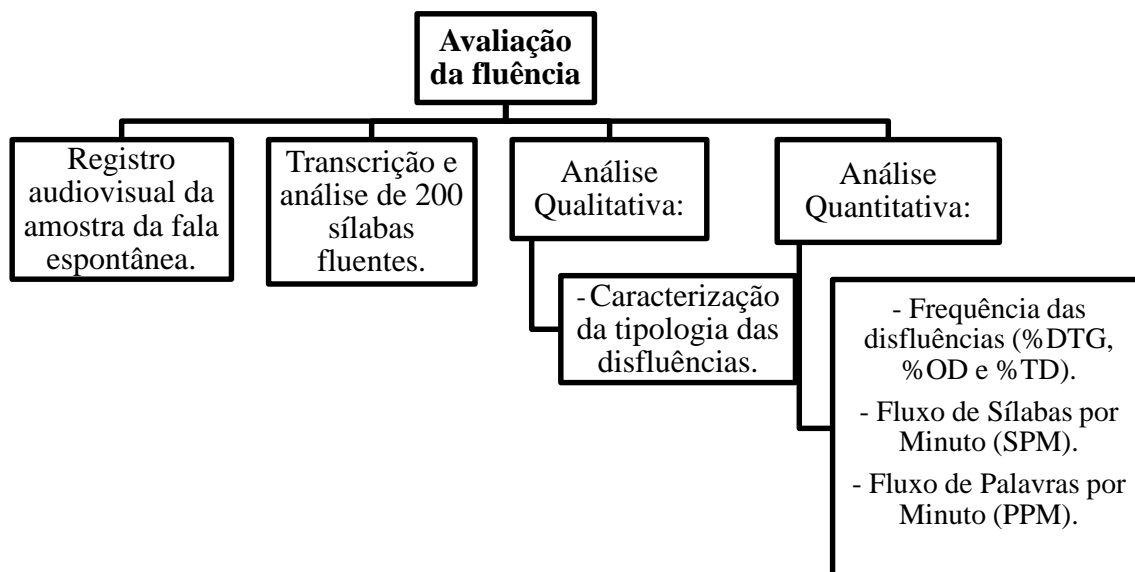 Avaliação
da fluência
Registro
audiovisual da
amostra da fala
espontânea.
Transcrição e
análise de 200
sílabas
fluentes.
Análise
Qualitativa:
- Caracterização
da tipologia das
disfluências.
Análise
Quantitativa:
- Frequência das
disfluências (%DTG,
%OD e %TD).
- Fluxo de Sílabas por
Minuto (SPM).
- Fluxo de Palavras por
Minuto (PPM).